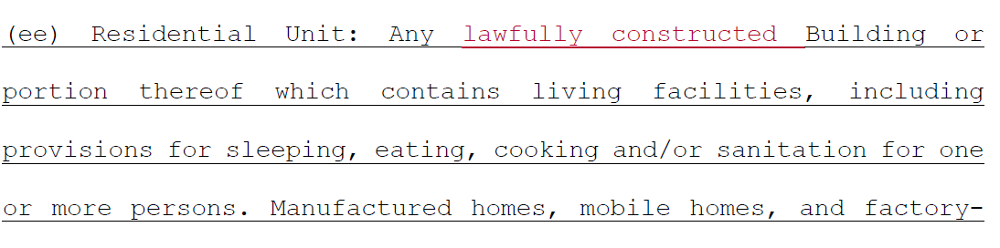 (ee) Residential Unit: Any lawfully constructed Building or
portion thereof which contains living facilities, including
provisions for sleeping, eating, cooking and/or sanitation for one
or more persons. Manufactured homes, mobile homes, and factory-